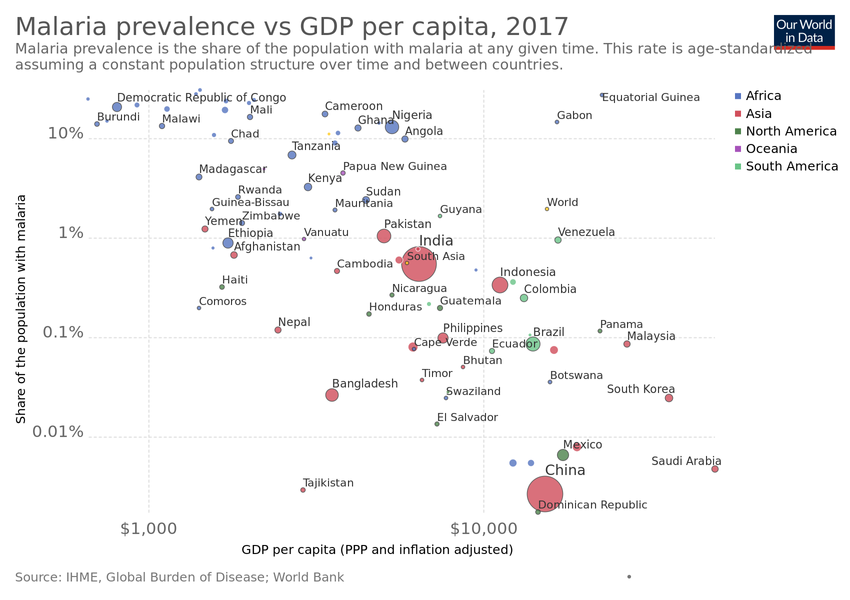 Malaria prevalence vs GDP per capita, 2017
Our World
in Data
Malaria prevalence is the share of the population with malaria at any given time. This rate is age-standardized
assuming a constant population structure over time and between countries.
Africa
Asia
North America
Oceania
South America
Share of the population with malaria
10%
1%
0.1%
0.01%
Democratic Republic of Congo
Equatorial Guinea
Burundi
Malawi
Mali
Cameroon
Ghana
Nigeria
Gabon
Chad
Angola
Tanzania
Madagascar
Papua New Guinea
Kenya
Rwanda
Sudan
Guinea-Bissau
Mauritania
Guyana
World
Yemen
Zimbabwe
Ethiopia
Vanuatu
Pakistan
Venezuela
Afghanistan
India
South Asia
Cambodia
Indonesia
Haiti
Nicaragua
Colombia
Comoros
Honduras
Guatemala
Nepal
Philippines
Brazil
Panama
Cape Verde
Ecuador
Malaysia
Bhutan
Timor
Botswana
Bangladesh
Swaziland
South Korea
El Salvador
Mexico
Saudi Arabia
China
Tajikistan
Dominican Republic
$1,000
$10,000
GDP per capita (PPP and inflation adjusted)
Source: IHME, Global Burden of Disease; World Bank